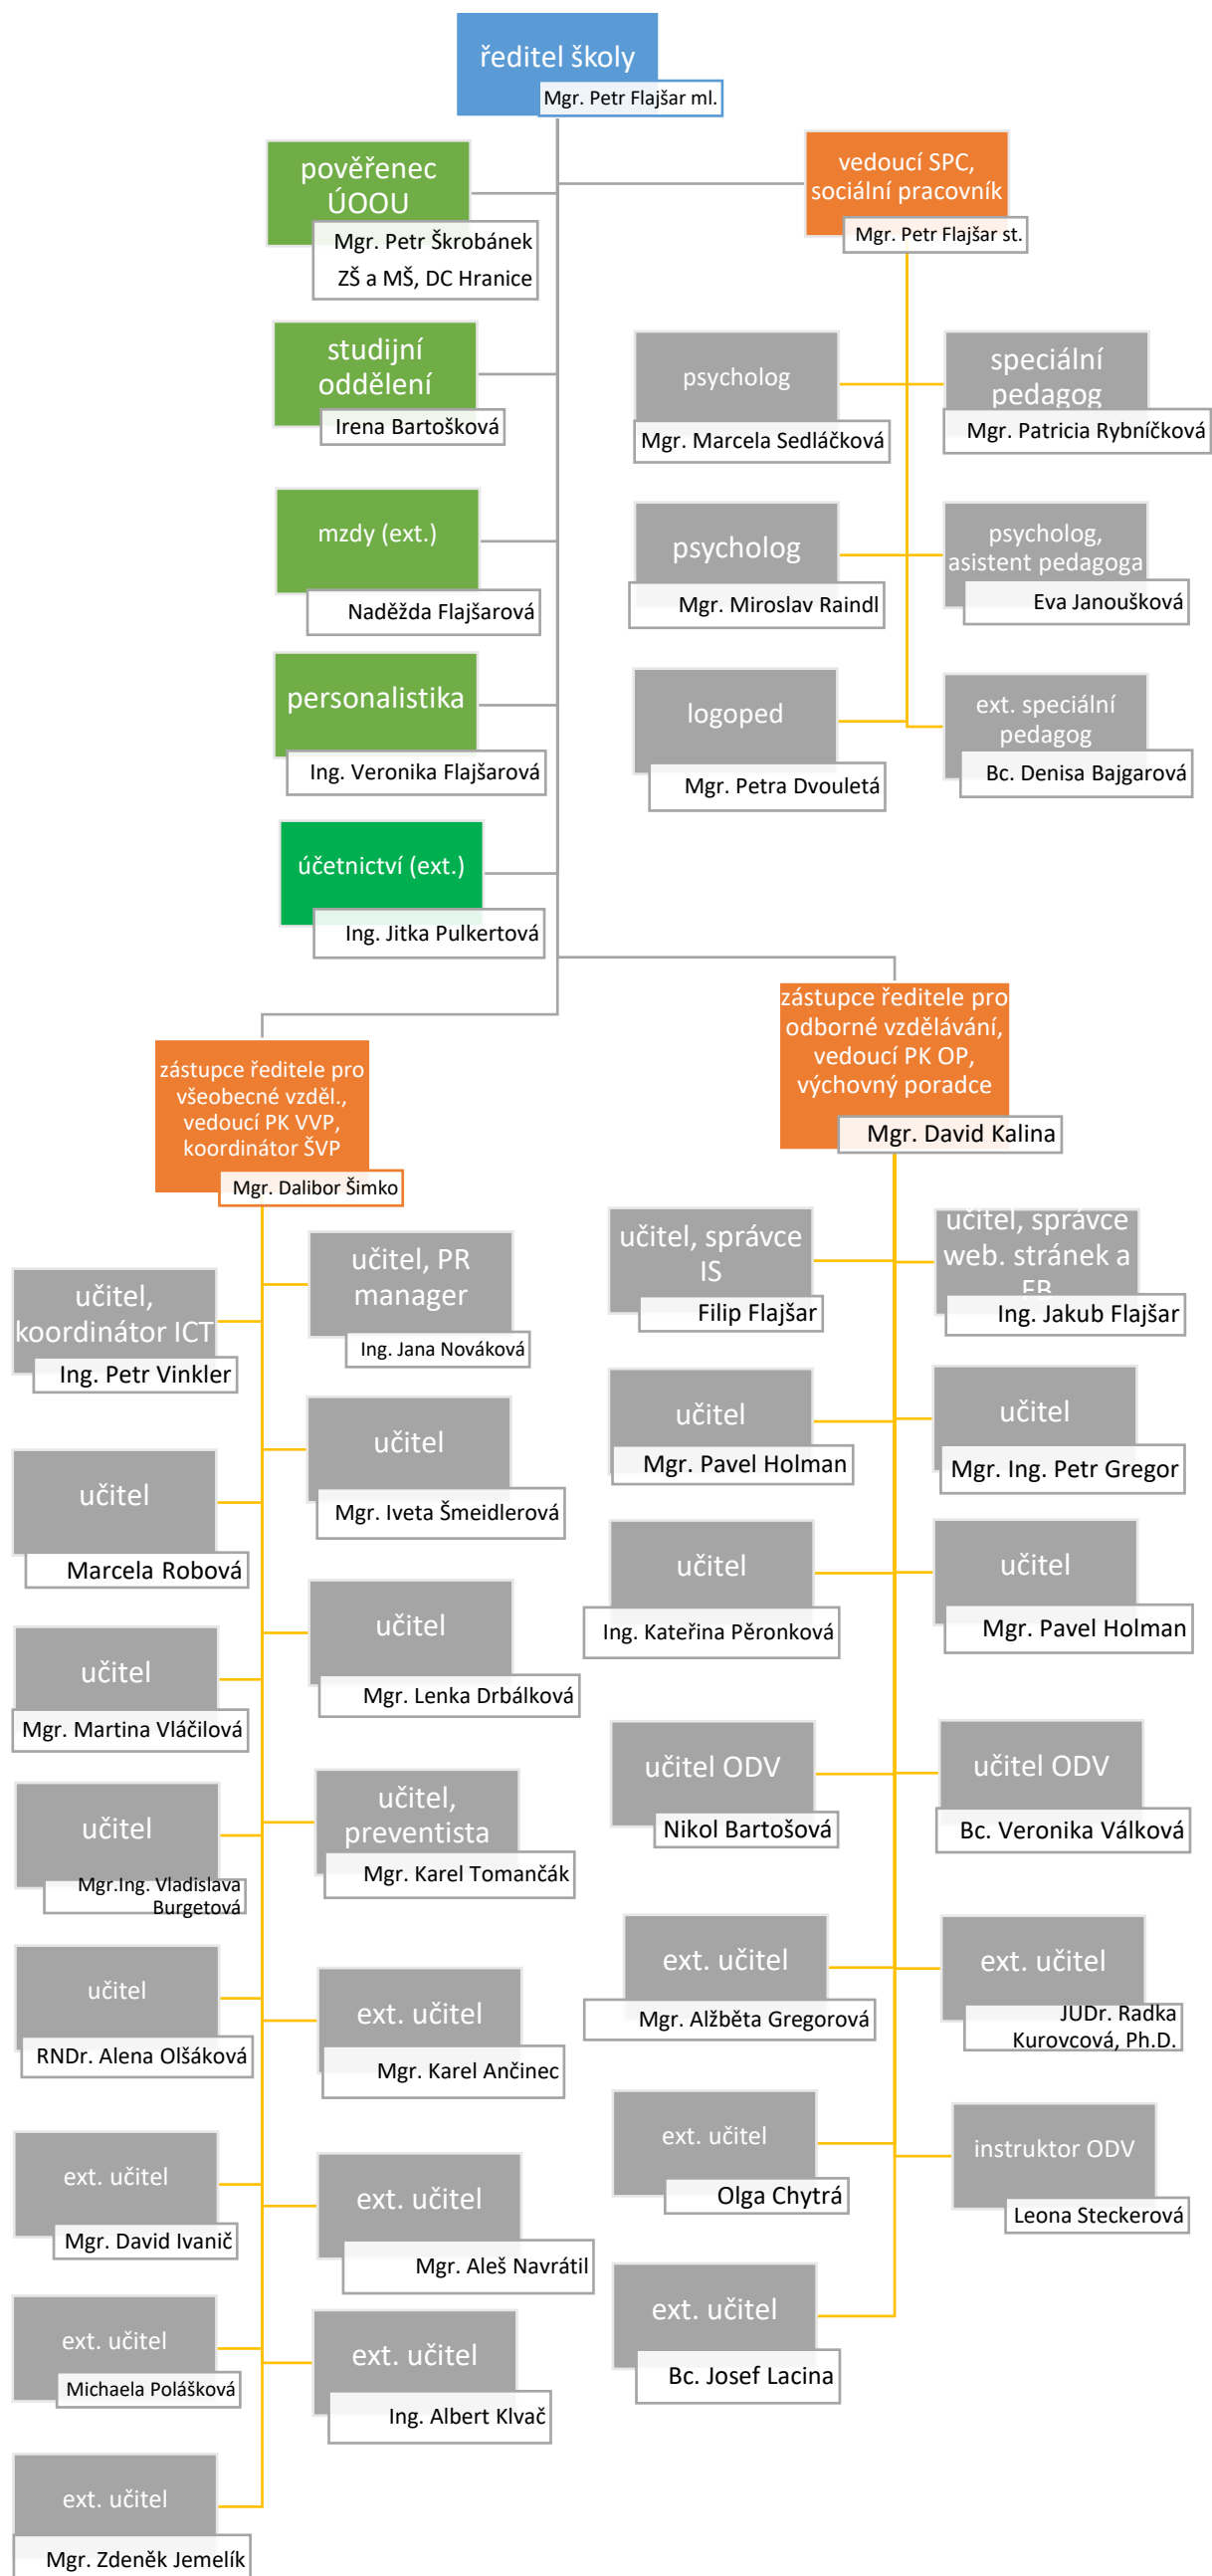 ředitel školy
Mgr. Petr Flajšar ml.
pověřenec
ÚOOU
Mgr. Petr Škrobánek
ZŠ a MŠ, DC Hranice
vedoucí SPC,
sociální pracovník
Mgr. Petr Flajšar st.
studijní
oddělení
Irena Bartošková
psycholog
Mgr. Marcela Sedláčková
speciální
pedagog
Mgr. Patricia Rybníčková
mzdy (ext.)
Naděžda Flajšarová
psycholog
Mgr. Miroslav Raindl
psycholog,
asistent pedagoga
Eva Janoušková
personalistika
Ing. Veronika Flajšarová
logoped
Mgr. Petra Dvouletá
ext. speciální
pedagog
Bc. Denisa Bajgarová
účetnictví (ext.)
Ing. Jitka Pulkertová
zástupce ředitele pro
všeobecné vzděl.,
vedoucí PK VVP,
koordinátor ŠVP
Mgr. Dalibor Šimko
zástupce ředitele pro
odborné vzdělávání,
vedoucí PK OP,
výchovný poradce
Mgr. David Kalina
učitel,
koordinátor ICT
Ing. Petr Vinkler
učitel, PR
manager
Ing. Jana Nováková
učitel
Marcela Robová
učitel
Mgr. Iveta Šmeidlerová
učitel
Mgr. Martina Vláčilová
učitel
Mgr. Lenka Drbálková
učitel
Mgr.Ing. Vladislava
Burgetová
učitel,
preventista
Mgr. Karel Tomančák
učitel
RNDr. Alena Olšáková
ext. učitel
Mgr. Karel Ančinec
ext. učitel
Mgr. David Ivanič
ext. učitel
Mgr. Aleš Navrátil
ext. učitel
Michaela Polášková
ext. učitel
Ing. Albert Klvač
ext. učitel
Mgr. Zdeněk Jemelík
učitel, správce
IS
Filip Flajšar
učitel, správce
web. stránek a
FB
Ing. Jakub Flajšar
učitel
Mgr. Pavel Holman
učitel
Mgr. Ing. Petr Gregor
učitel
Ing. Kateřina Pěronková
učitel
Mgr. Pavel Holman
učitel ODV
Nikol Bartošová
učitel ODV
Bc. Veronika Válková
ext. učitel
Mgr. Alžběta Gregorová
ext. učitel
JUDr. Radka
Kurovcová, Ph.D.
ext. učitel
Olga Chytrá
instruktor ODV
Leona Steckerová
ext. učitel
Bc. Josef Lacina